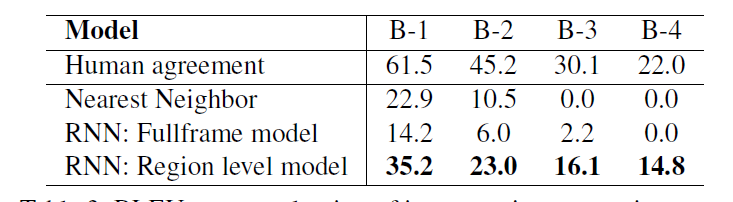 Model B-1 B-2 B-3 B-4
Human agreement 61.5 45.2 30.1 22.0
Nearest Neighbor 22.9 10.5 0.0 0.0
RNN: Fullframe model 14.2 6.0 2.2 0.0
RNN: Region level model 35.2 23.0 16.1 14.8